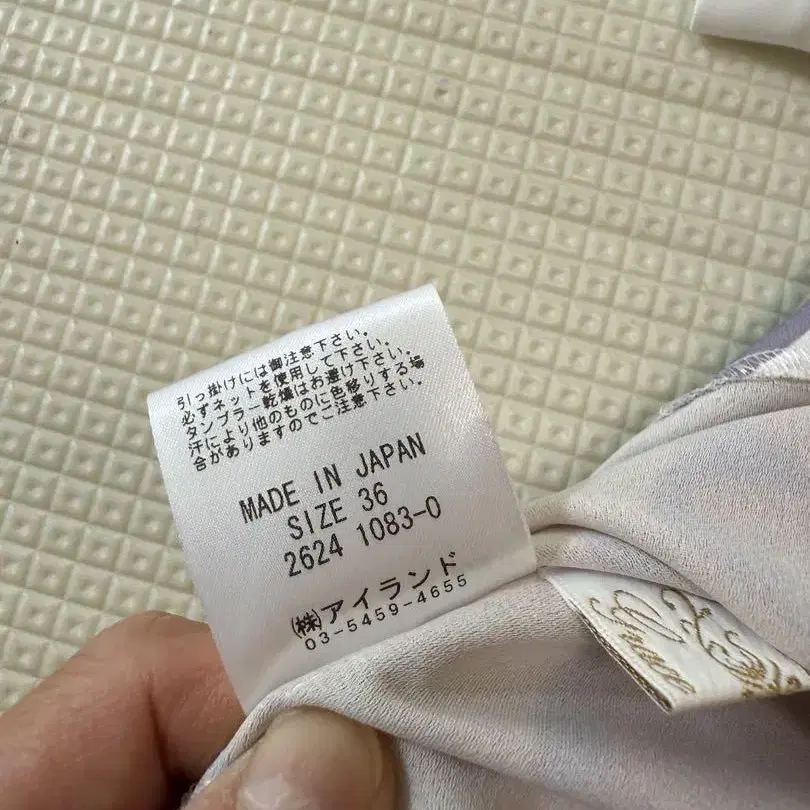 引っ掛けには御注意下さい。
必ずネットを使用して下さい。
タンブラー乾燥はお避け下さい。
汗により他のものに色移りする場
合がありますのでご注意下さい。
MADE IN JAPAN
SIZE 36
2624 1083-0
(株)アイランド
03-5459-4655